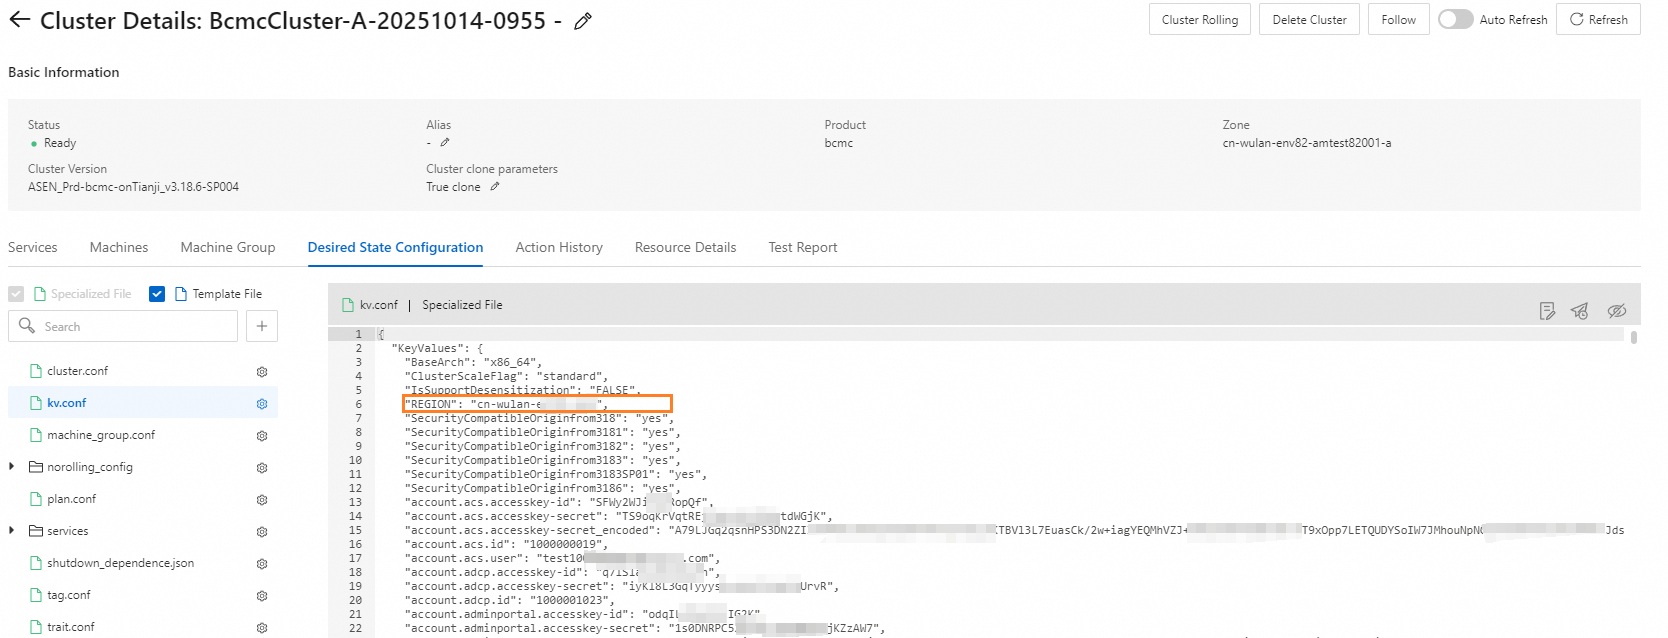 Cluster Details: BcmcCluster-A-20251014-0955 -
Cluster Rolling
Delete Cluster
Follow
Auto Refresh
Refresh
Basic Information
Status
Alias
Product
Zone
Ready
-
bcmc
cn-wulan-env82-amtest82001-a
Cluster Version
Cluster clone parameters
ASEN_Prd-bcmc-onTianji_v3.18.6-SP004
True clone
Services
Machines
Machine Group
Desired State Configuration
Action History
Resource Details
Test Report
Specialized File
Template File
Search
+
cluster.conf
kv.conf
machine_group.conf
norolling_config
plan.conf
services
shutdown_dependence.json
tag.conf
trait.conf
kv.conf | Specialized File
1 {
2 "KeyValues": {
3 "BaseArch": "x86_64",
4 "ClusterScaleFlag": "standard",
5 "IsSupportDesensitization": "FALSE",
6 "REGION": "cn-wulan-e ",
7 "SecurityCompatibleOriginfrom318": "yes",
8 "SecurityCompatibleOriginfrom3181": "yes",
9 "SecurityCompatibleOriginfrom3182": "yes",
10 "SecurityCompatibleOriginfrom3183": "yes",
11 "SecurityCompatibleOriginfrom3183SP01": "yes",
12 "SecurityCompatibleOriginfrom3186": "yes",
13 "account.acs.accesskey-id":
14 "account.acs.accesskey-secret":
15 "account.acs.accesskey-secret_encoded":
16 "account.acs.id": "1000000019",
17 "account.acs.user": .com",
18 "account.adcp.accesskey-id":
19 "account.adcp.accesskey-secret":
20 "account.adcp.id": "1000001023",
21 "account.adminportal.accesskey-id":
22 "account.adminportal.accesskey-secret":